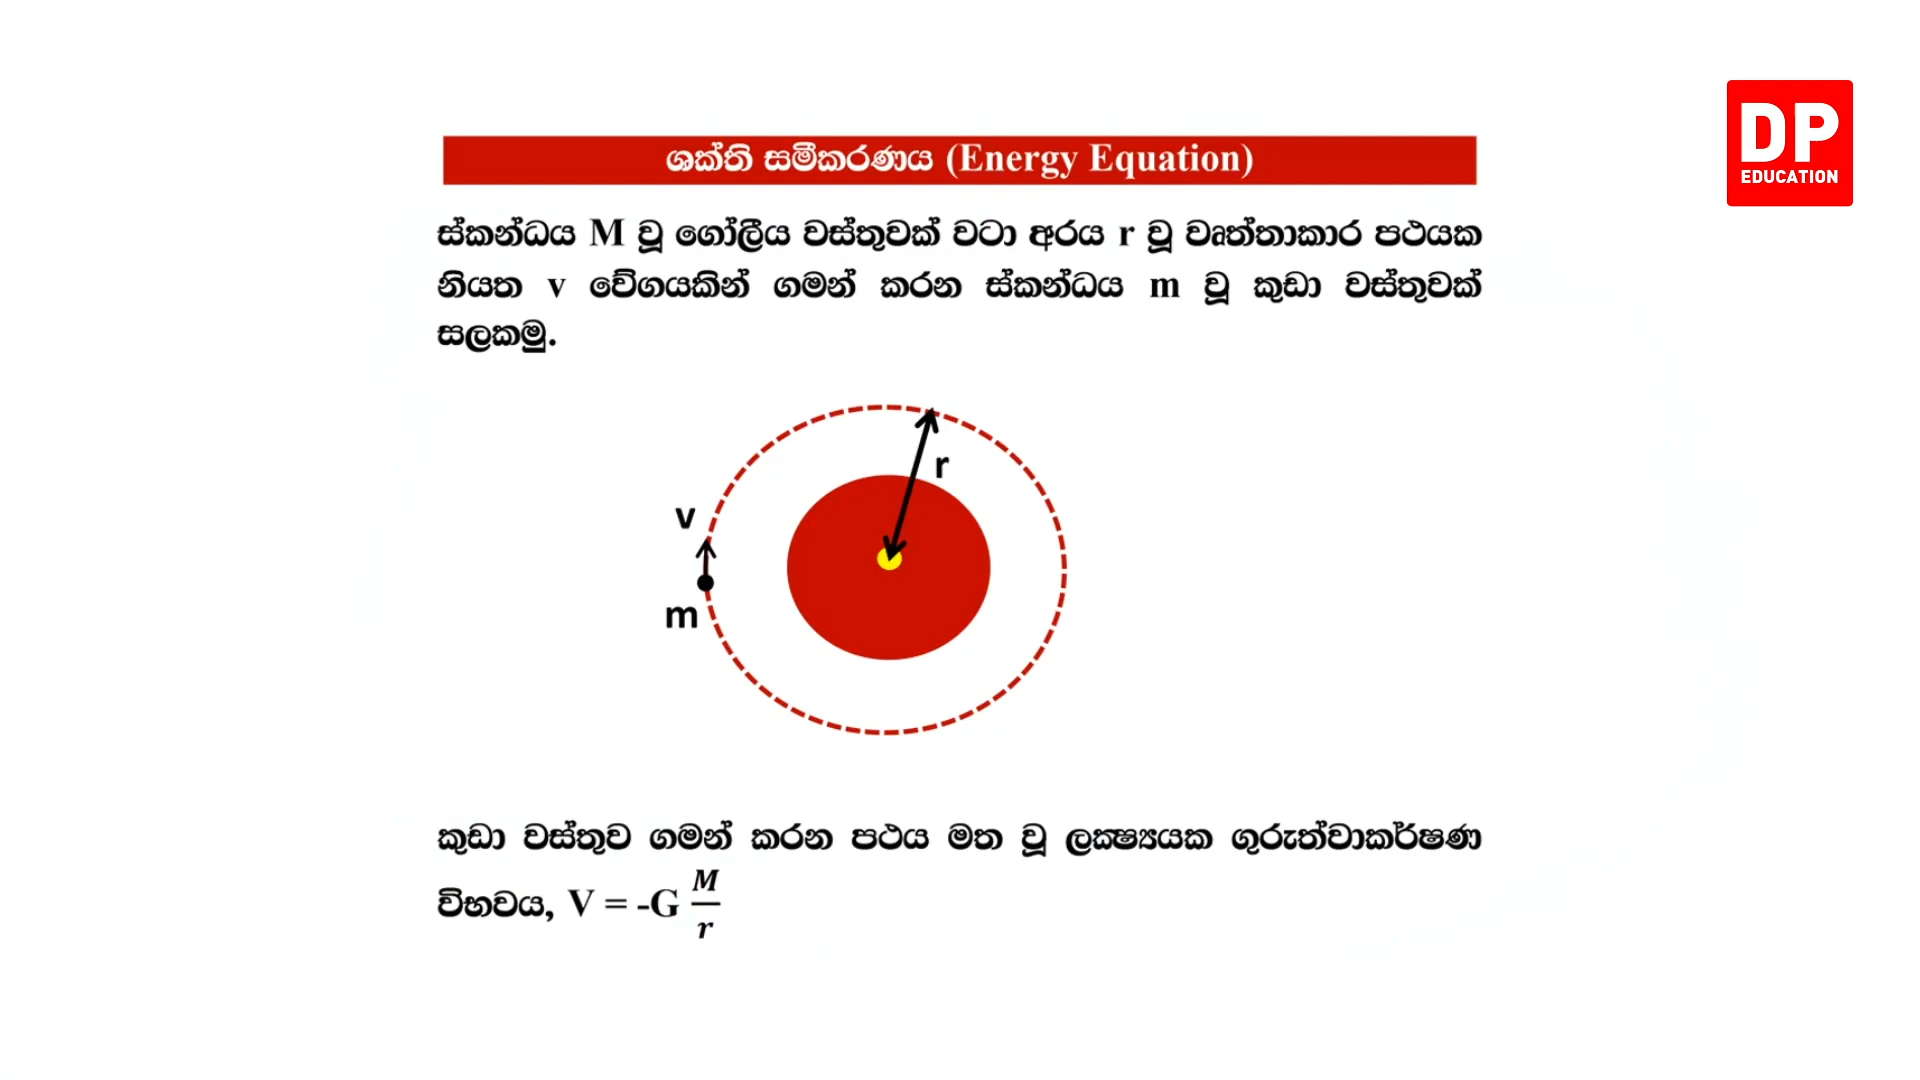 DP
EDUCATION
ශක්ති සමීකරණය (Energy Equation)
ස්කන්ධය M වූ ගෝලීය වස්තුවක් වටා අරය r වූ වෘත්තාකාර පථයක
නියත v වේගයකින් ගමන් කරන ස්කන්ධය m වූ කුඩා වස්තුවක්
සලකමු.
r
v
m
කුඩා වස්තුව ගමන් කරන පථය මත වූ ලක්‍ෂ්‍යයක ගුරුත්වාකර්ෂණ
විභවය, V = -G M/r